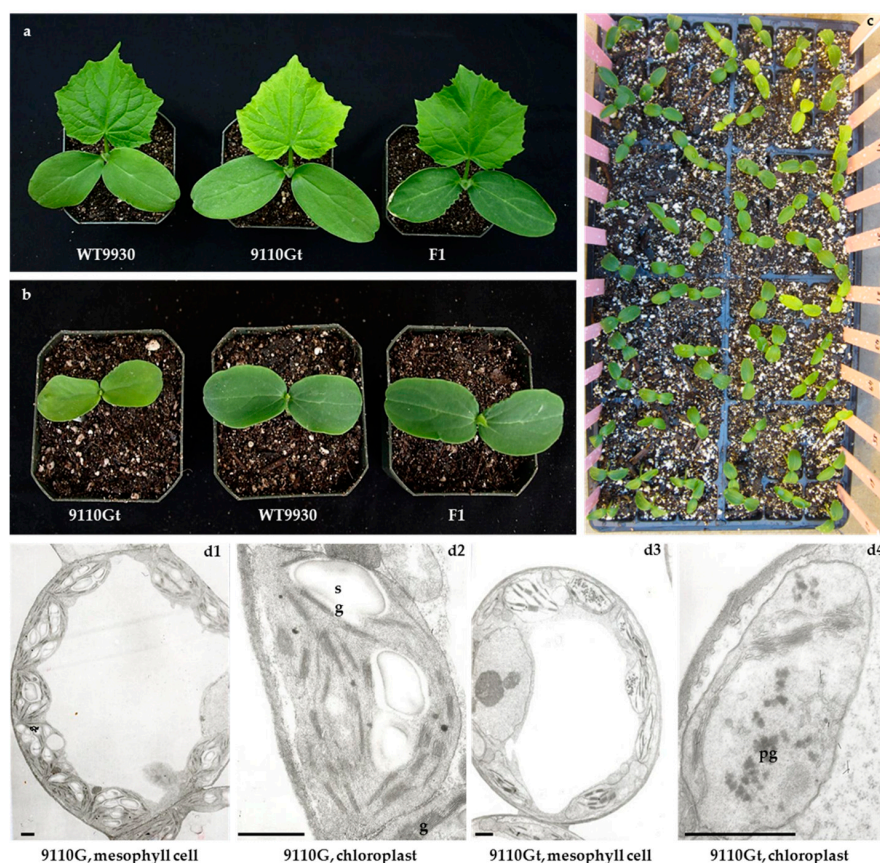 a
WT9930
9110Gt
F1
b
9110Gt
WT9930
F1
c
d1
d2
s
g
g
d3
d4
pg
9110G, mesophyll cell
9110G, chloroplast
9110Gt, mesophyll cell
9110Gt, chloroplast